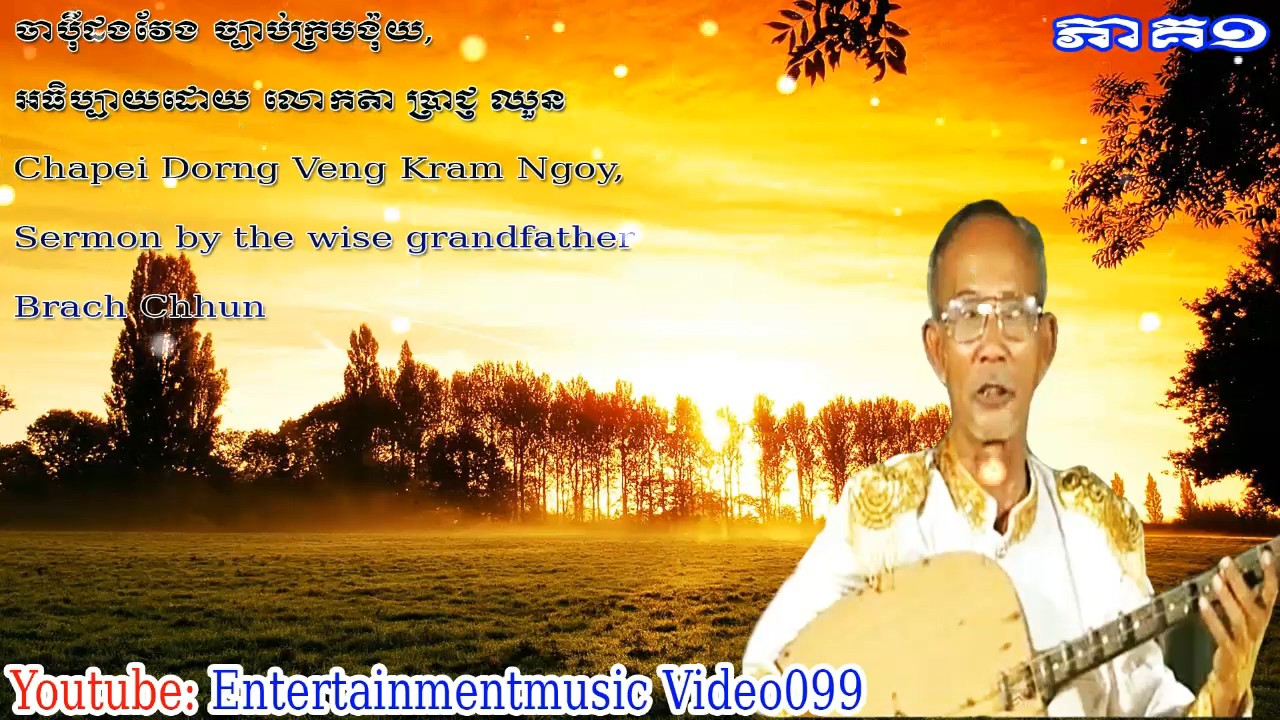 ចាប៉ីដងវែង ច្បាប់ក្រមង៉ុយ,
ភាគ១
អធិប្បាយដោយ លោកតា ប្រាជ្ញ ឈួន
Chapei Dorng Veng Kram Ngoy,
Sermon by the wise grandfather
Brach Chhun
Youtube: Entertainmentmusic Video099